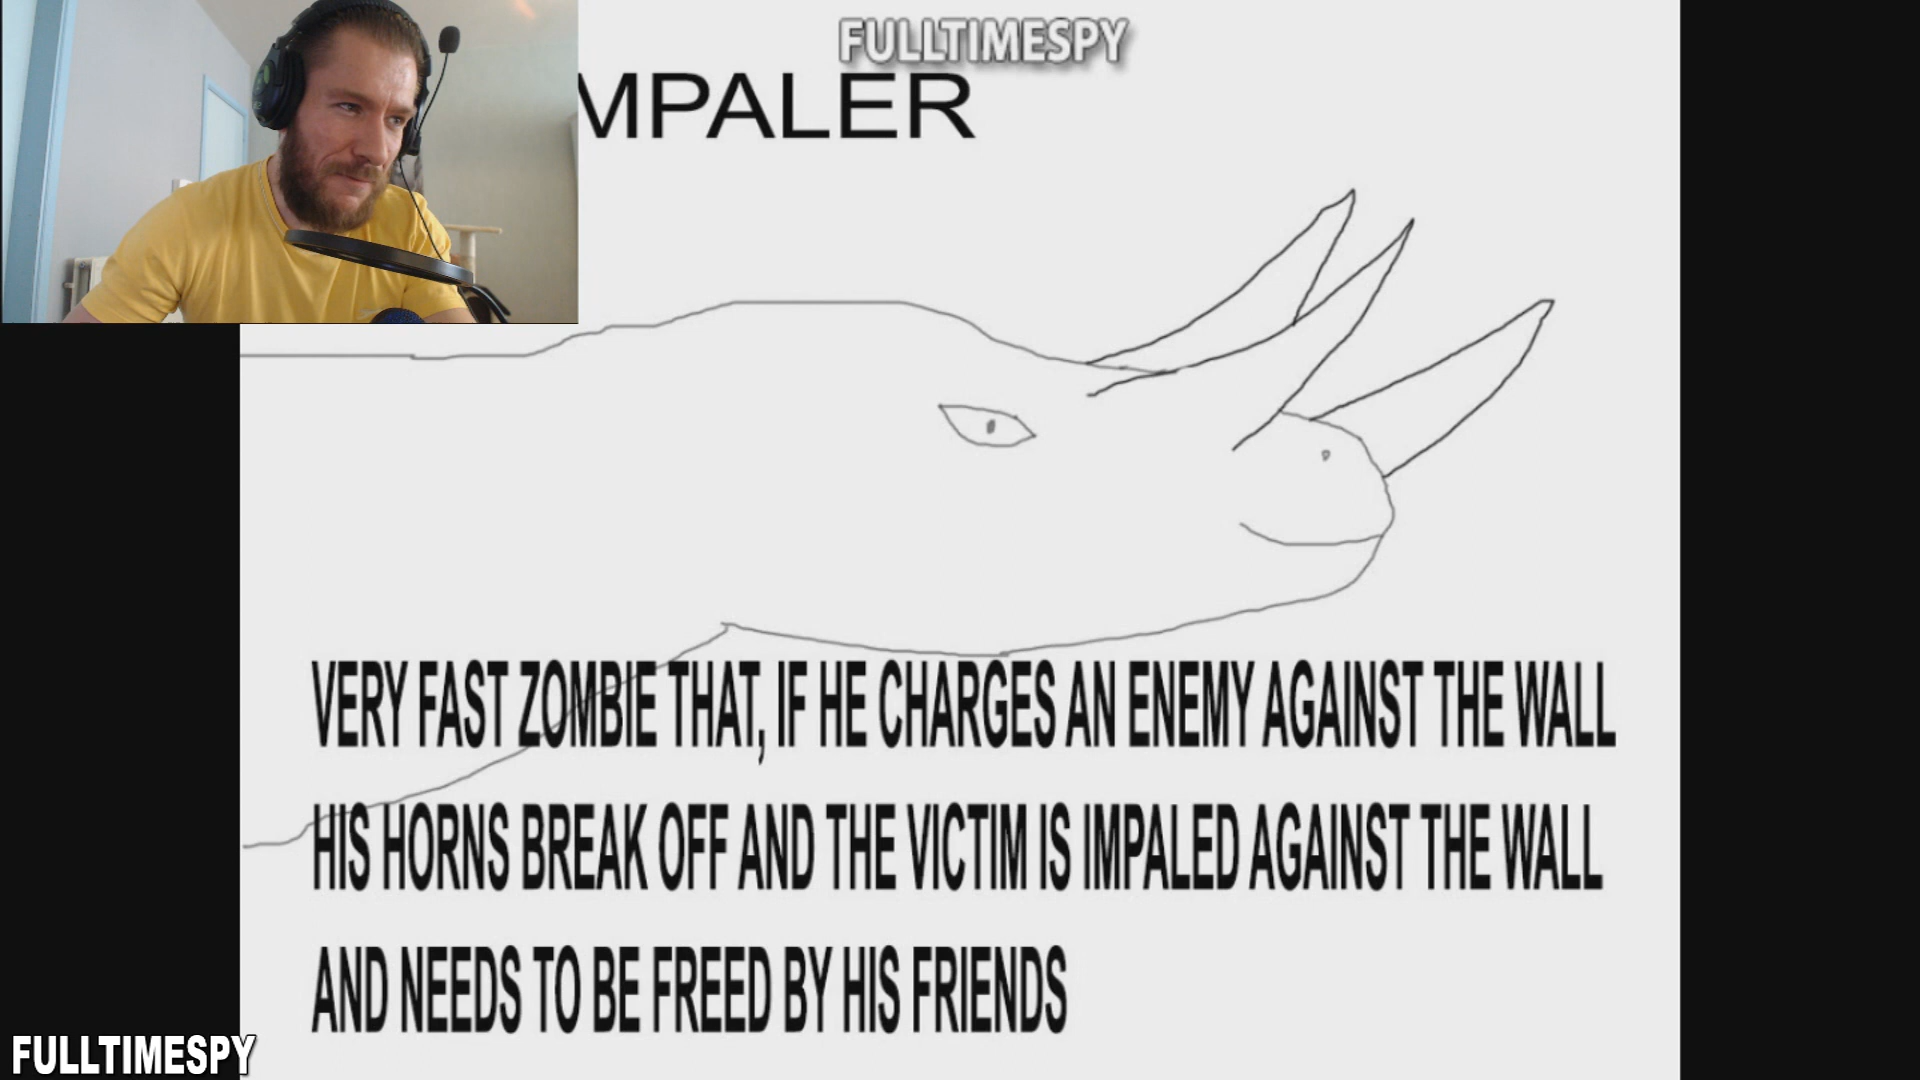 FULLTIMESPY
MPALER
VERY FAST ZOMBIE THAT, IF HE CHARGES AN ENEMY AGAINST THE WALL
HIS HORNS BREAK OFF AND THE VICTIM IS IMPALED AGAINST THE WALL
AND NEEDS TO BE FREED BY HIS FRIENDS
FULLTIMESPY